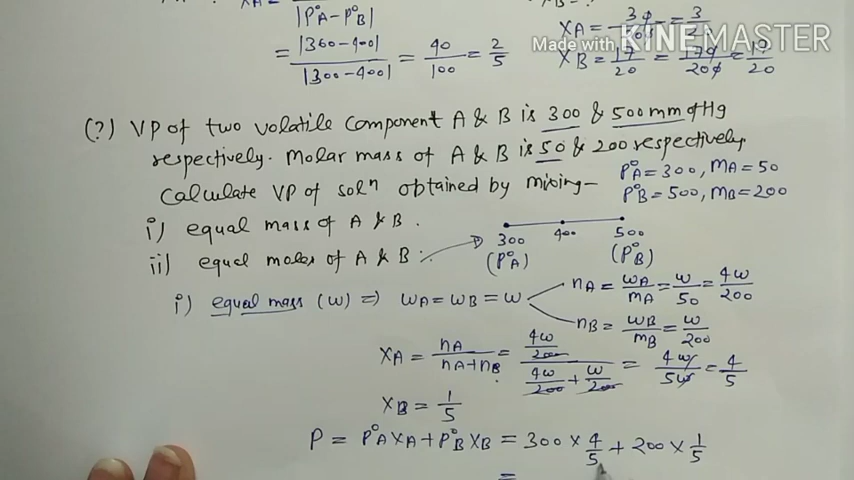 |P°A - P°B|
= |360-400| / |300-400| = 40/100 = 2/5
XA =
XB = 17/20 =
Made with KINEMASTER
(?) VP of two volatile component A & B is 300 & 500 mm of Hg
respectively. Molar mass of A & B is 50 & 200 respectively,
Calculate VP of solⁿ obtained by mixing-
P°A = 300, MA = 50
P°B = 500, MB = 200
i) equal mass of A & B.
ii) equal moles of A & B :
300 400 500
(P°A) (P°B)
i) equal mass (w) => wA = wB = w
nA = wA/mA = w/50 = 4w/200
nB = wB/mB = w/200
XA = nA/(nA+nB) = (4w/200)/(4w/200 + w/200) = 4w/5w = 4/5
XB = 1/5
P = P°A XA + P°B XB = 300 × 4/5 + 200 × 1/5
=